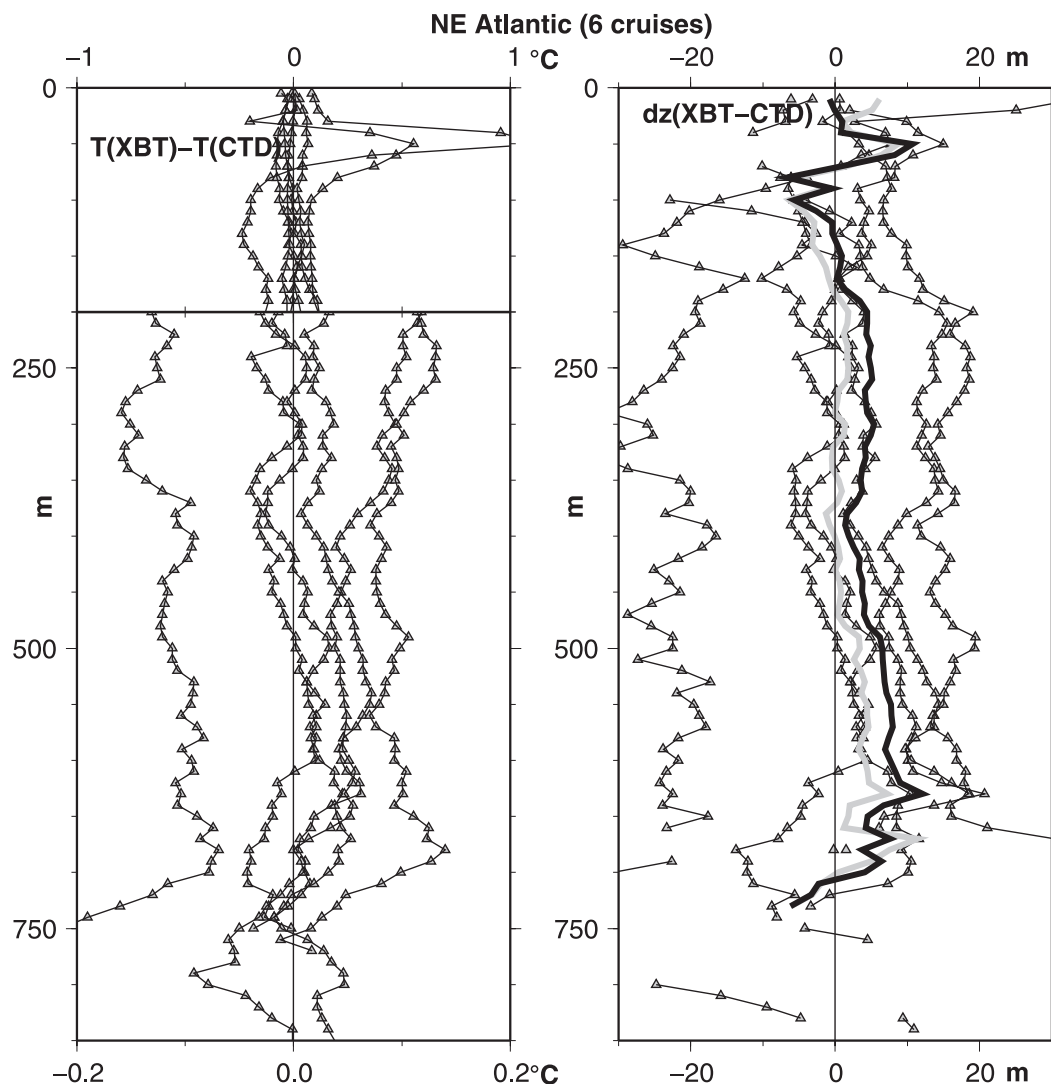 NE Atlantic (6 cruises)
−1 0 1 °C −20 0 20 m
0 0
T(XBT)−T(CTD) dz(XBT−CTD)
250 250
m m
500 500
750 750
−0.2 0.0 0.2 °C −20 0 20 m